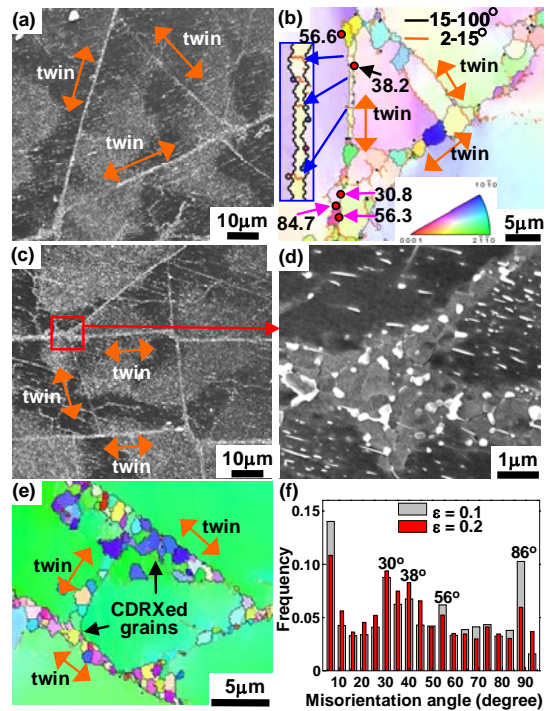 (a)
twin
twin
twin
10μm
(b)
56.6
15-100°
2-15°
38.2
twin
twin
twin
30.8
84.7
56.3
10-10
0001
2110
5μm
(c)
twin
twin
twin
10μm
(d)
1μm
(e)
twin
twin
twin
CDRXed
grains
5μm
(f)
ε = 0.1
ε = 0.2
Frequency
0.15
0.10
0.05
0
30°
38°
56°
86°
10 20 30 40 50 60 70 80 90
Misorientation angle (degree)